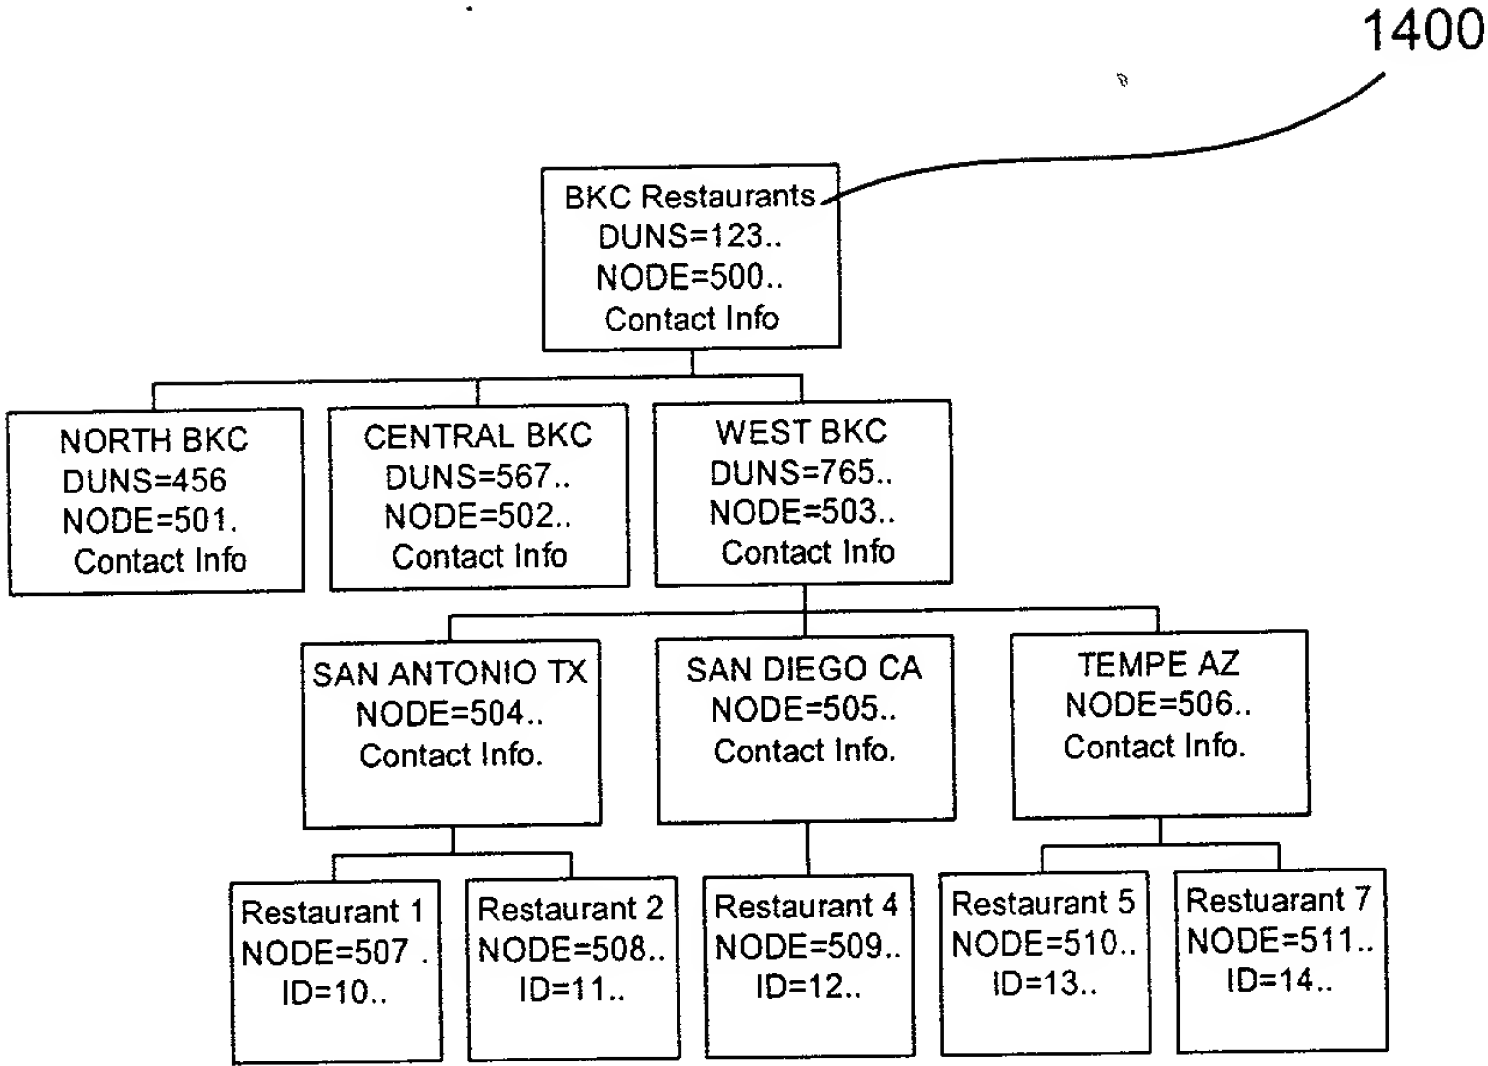 1400
BKC Restaurants
DUNS=123..
NODE=500..
Contact Info
NORTH BKC
DUNS=456
NODE=501.
Contact Info
CENTRAL BKC
DUNS=567..
NODE=502..
Contact Info
WEST BKC
DUNS=765..
NODE=503..
Contact Info
SAN ANTONIO TX
NODE=504..
Contact Info.
SAN DIEGO CA
NODE=505..
Contact Info.
TEMPE AZ
NODE=506..
Contact Info.
Restaurant 1
NODE=507 .
ID=10..
Restaurant 2
NODE=508..
ID=11..
Restaurant 4
NODE=509..
ID=12..
Restaurant 5
NODE=510..
ID=13..
Restuarant 7
NODE=511..
ID=14..